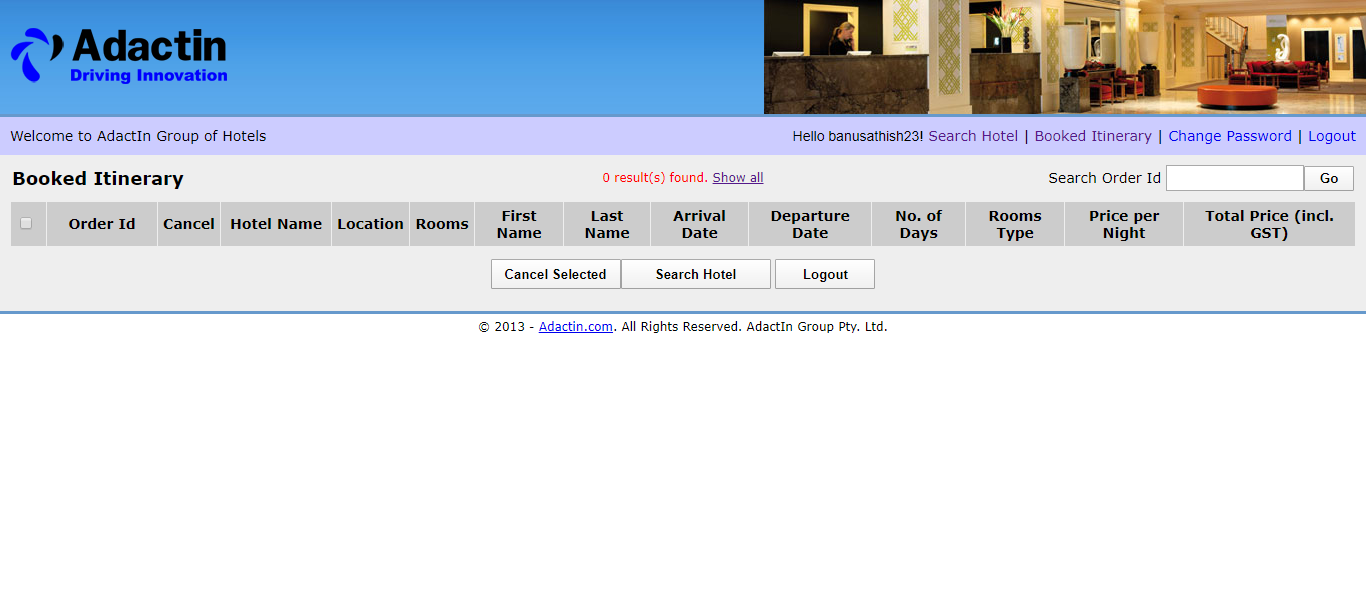 Adactin
Driving Innovation
Welcome to AdactIn Group of Hotels
Hello banusathish23! Search Hotel | Booked Itinerary | Change Password | Logout
Booked Itinerary
0 result(s) found. Show all
Search Order Id
Go
Order Id Cancel Hotel Name Location Rooms First Name Last Name Arrival Date Departure Date No. of Days Rooms Type Price per Night Total Price (incl. GST)
Cancel Selected Search Hotel Logout
© 2013 - Adactin.com. All Rights Reserved. AdactIn Group Pty. Ltd.